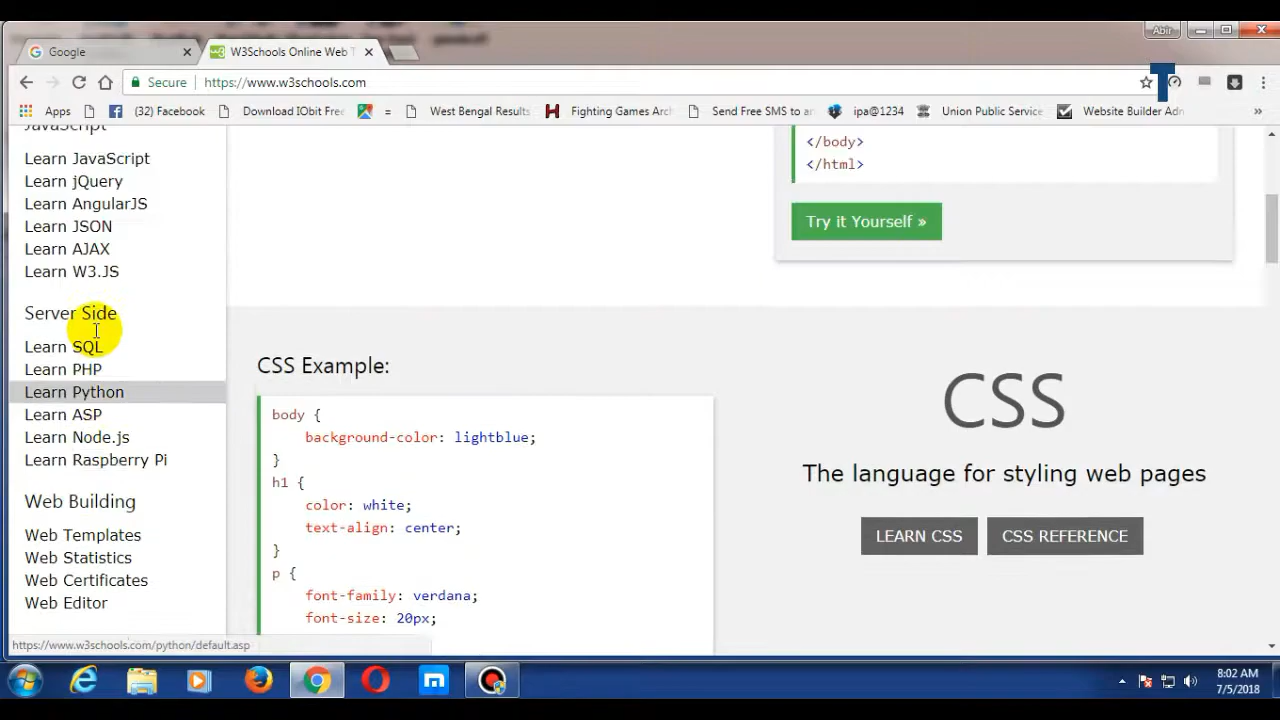 Abir
Google
W3Schools Online Web T
Secure
https://www.w3schools.com
Apps
(32) Facebook
Download IObit Free
West Bengal Results
Fighting Games Arc
Send Free SMS to an
ipa@1234
Union Public Service
Website Builder Adn
»
JavaScript
Learn JavaScript
Learn jQuery
Learn AngularJS
Learn JSON
Learn AJAX
Learn W3.JS
Server Side
Learn SQL
Learn PHP
Learn Python
Learn ASP
Learn Node.js
Learn Raspberry Pi
Web Building
Web Templates
Web Statistics
Web Certificates
Web Editor
</body>
</html>
Try it Yourself »
CSS Example:
body {
background-color: lightblue;
}
h1 {
color: white;
text-align: center;
}
p {
font-family: verdana;
font-size: 20px;
CSS
The language for styling web pages
LEARN CSS
CSS REFERENCE
https://www.w3schools.com/python/default.asp
8:02 AM
7/5/2018